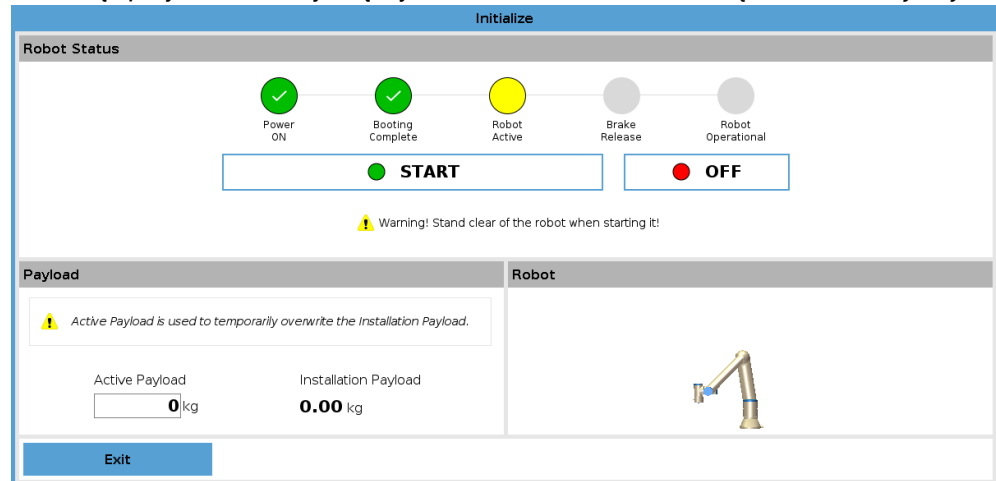 Initialize
Robot Status
Power
ON
Booting
Complete
Robot
Active
Brake
Release
Robot
Operational
START
OFF
Warning! Stand clear of the robot when starting it!
Payload
Robot
Active Payload is used to temporarily overwrite the Installation Payload.
Active Payload
Installation Payload
0 kg
0.00 kg
Exit